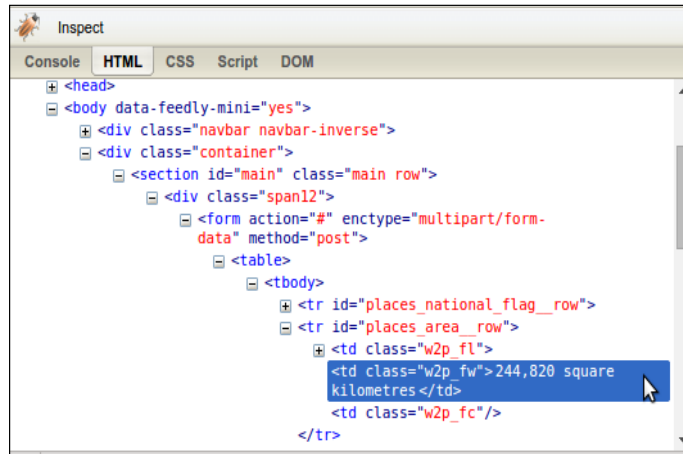 Inspect
Console HTML CSS Script DOM
<head>
<body data-feedly-mini="yes">
<div class="navbar navbar-inverse">
<div class="container">
<section id="main" class="main row">
<div class="span12">
<form action="#" enctype="multipart/form-
data" method="post">
<table>
<tbody>
<tr id="places_national_flag__row">
<tr id="places_area__row">
<td class="w2p_fl">
<td class="w2p_fw">244,820 square
kilometres</td>
<td class="w2p_fc"/>
</tr>